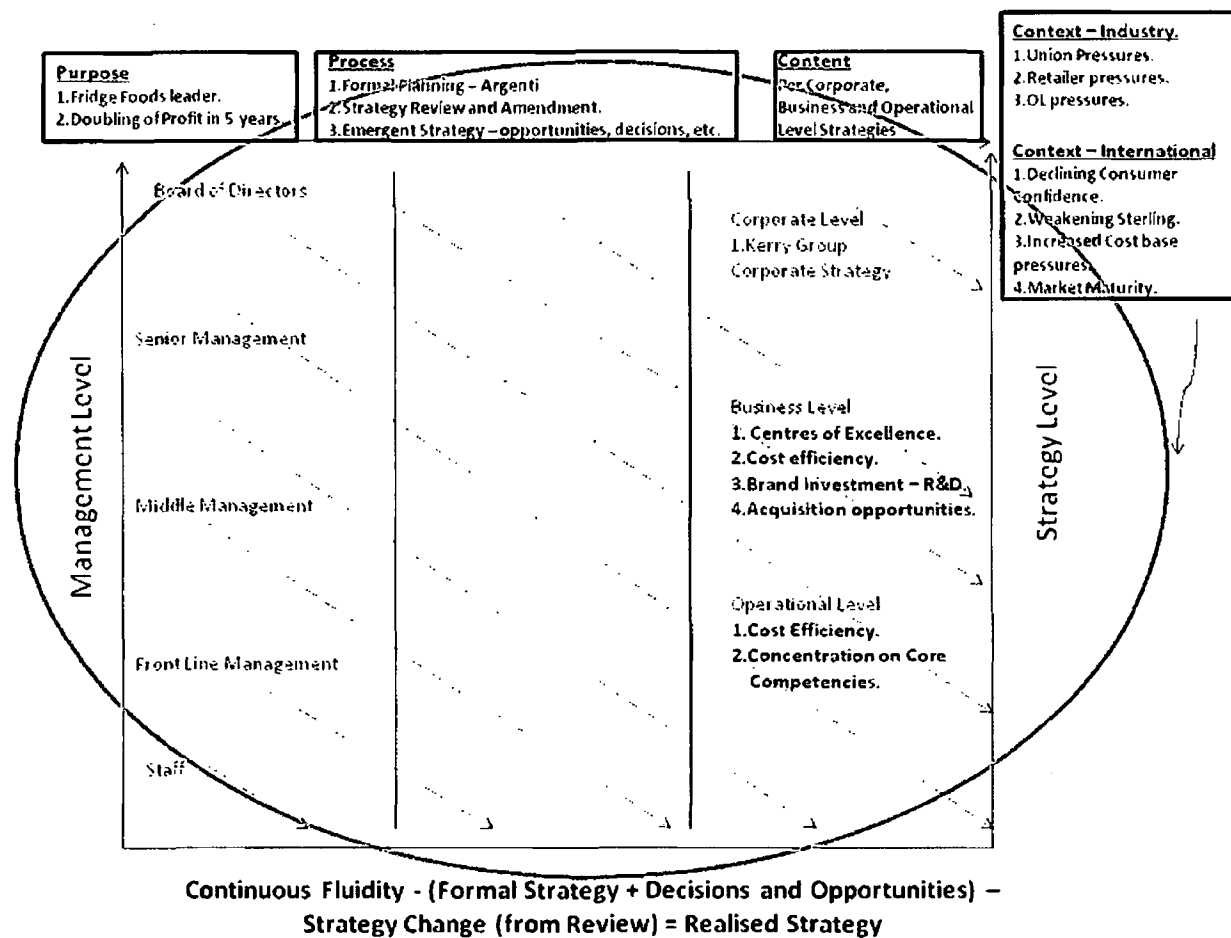 Purpose
1.Fridge Foods leader.
2.Doubling of Profit in 5 years.
Process
1.Formal Planning – Argenti
2.Strategy Review and Amendment.
3.Emergent Strategy – opportunities, decisions, etc.
Content
Per Corporate,
Business and Operational
Level Strategies
Context – Industry.
1.Union Pressures.
2.Retailer pressures.
3.OL pressures.
Context – International
1.Declining Consumer
confidence.
2.Weakening Sterling.
3.Increased Cost base
pressures.
4.Market Maturity.
Management Level
Board of Directors
Senior Management
Middle Management
Front Line Management
Staff
Corporate Level
1.Kerry Group
Corporate Strategy
Business Level
1. Centres of Excellence.
2.Cost efficiency.
3.Brand Investment – R&D.
4.Acquisition opportunities.
Operational Level
1.Cost Efficiency.
2.Concentration on Core
Competencies.
Strategy Level
Continuous Fluidity - (Formal Strategy + Decisions and Opportunities) –
Strategy Change (from Review) = Realised Strategy